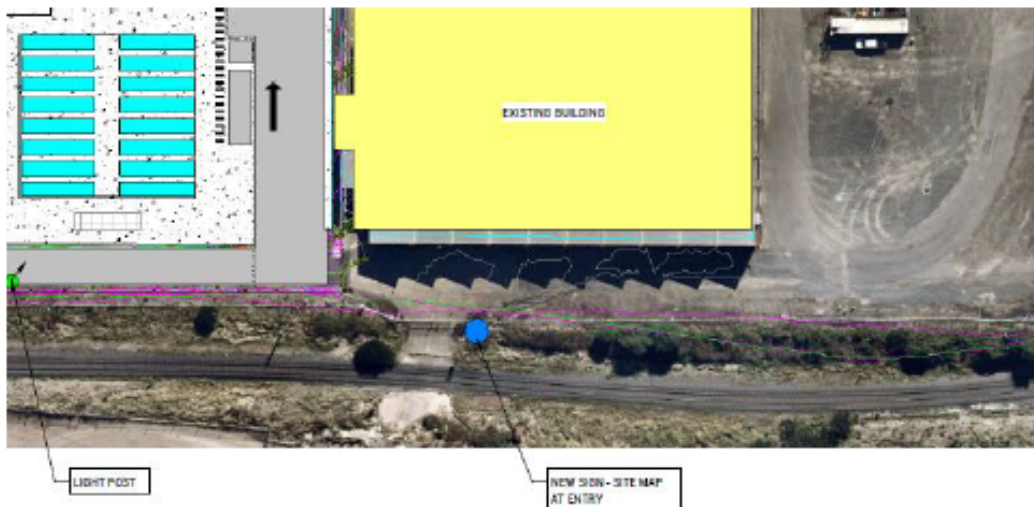 EXISTING BUILDING
LIGHT POST
NEW SIGN - SITE MAP
AT ENTRY